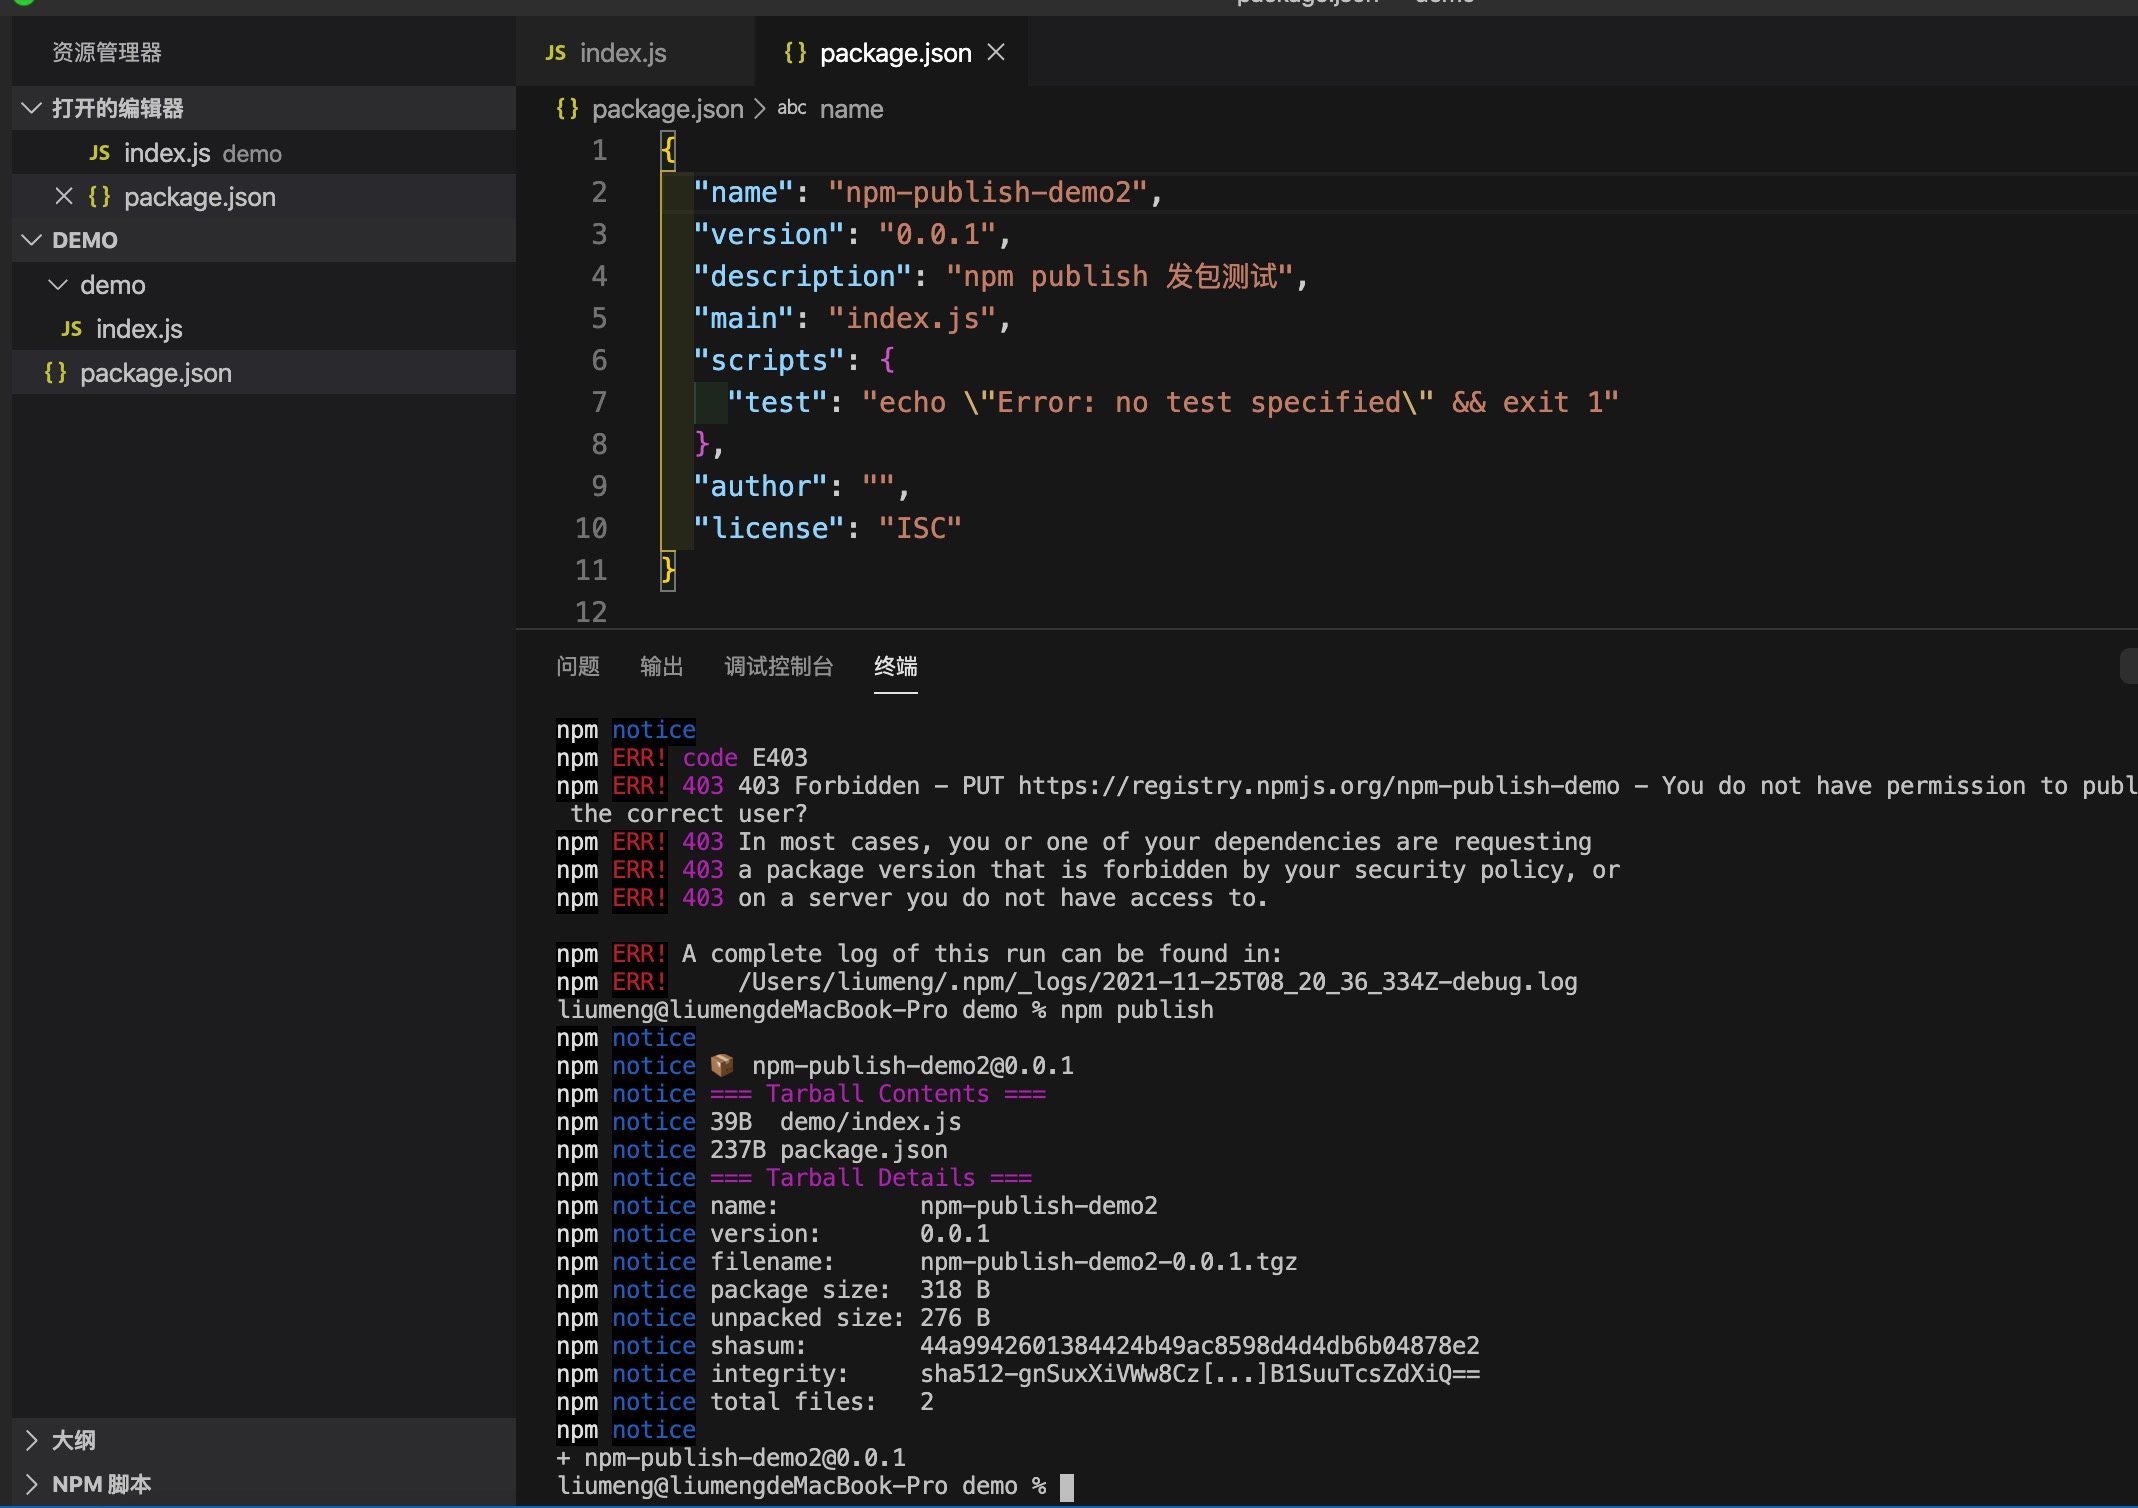 资源管理器
打开的编辑器
JS index.js demo
{} package.json
DEMO
demo
JS index.js
{} package.json
大纲
NPM 脚本
JS index.js {} package.json
{} package.json > abc name
1 {
2 "name": "npm-publish-demo2",
3 "version": "0.0.1",
4 "description": "npm publish 发包测试",
5 "main": "index.js",
6 "scripts": {
7 "test": "echo \"Error: no test specified\" && exit 1"
8 },
9 "author": "",
10 "license": "ISC"
11 }
12
问题 输出 调试控制台 终端
npm notice
npm ERR! code E403
npm ERR! 403 403 Forbidden - PUT https://registry.npmjs.org/npm-publish-demo - You do not have permission to publ
the correct user?
npm ERR! 403 In most cases, you or one of your dependencies are requesting
npm ERR! 403 a package version that is forbidden by your security policy, or
npm ERR! 403 on a server you do not have access to.
npm ERR! A complete log of this run can be found in:
npm ERR! /Users/liumeng/.npm/_logs/2021-11-25T08_20_36_334Z-debug.log
liumeng@liumengdeMacBook-Pro demo % npm publish
npm notice
npm notice 📦 npm-publish-demo2@0.0.1
npm notice === Tarball Contents ===
npm notice 39B demo/index.js
npm notice 237B package.json
npm notice === Tarball Details ===
npm notice name: npm-publish-demo2
npm notice version: 0.0.1
npm notice filename: npm-publish-demo2-0.0.1.tgz
npm notice package size: 318 B
npm notice unpacked size: 276 B
npm notice shasum: 44a9942601384424b49ac8598d4d4db6b04878e2
npm notice integrity: sha512-gnSuxXiVWw8Cz[...]B1SuuTcsZdXiQ==
npm notice total files: 2
npm notice
+ npm-publish-demo2@0.0.1
liumeng@liumengdeMacBook-Pro demo %